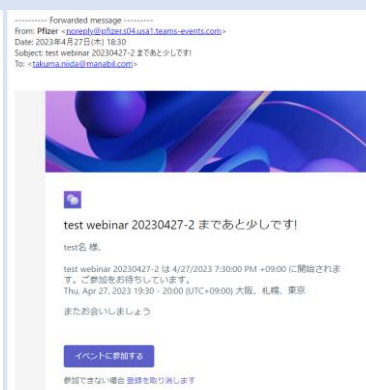 ---------- Forwarded message ---------
From: Pfizer <noreply@pfizer.s04.usa1.teams-events.com>
Date: 2023年4月27日(木) 18:30
Subject: test webinar 20230427-2 まであと少しです!
To: <takuma.niida@manabil.com>
test webinar 20230427-2 まであと少しです!
test名 様、
test webinar 20230427-2 は 4/27/2023 7:30:00 PM +09:00 に開始されま
す。ご参加をお待ちしています。
Thu, Apr 27, 2023 19:30 - 20:00 (UTC+09:00) 大阪、札幌、東京
またお会いしましょう
イベントに参加する
参加できない場合 登録を取り消します